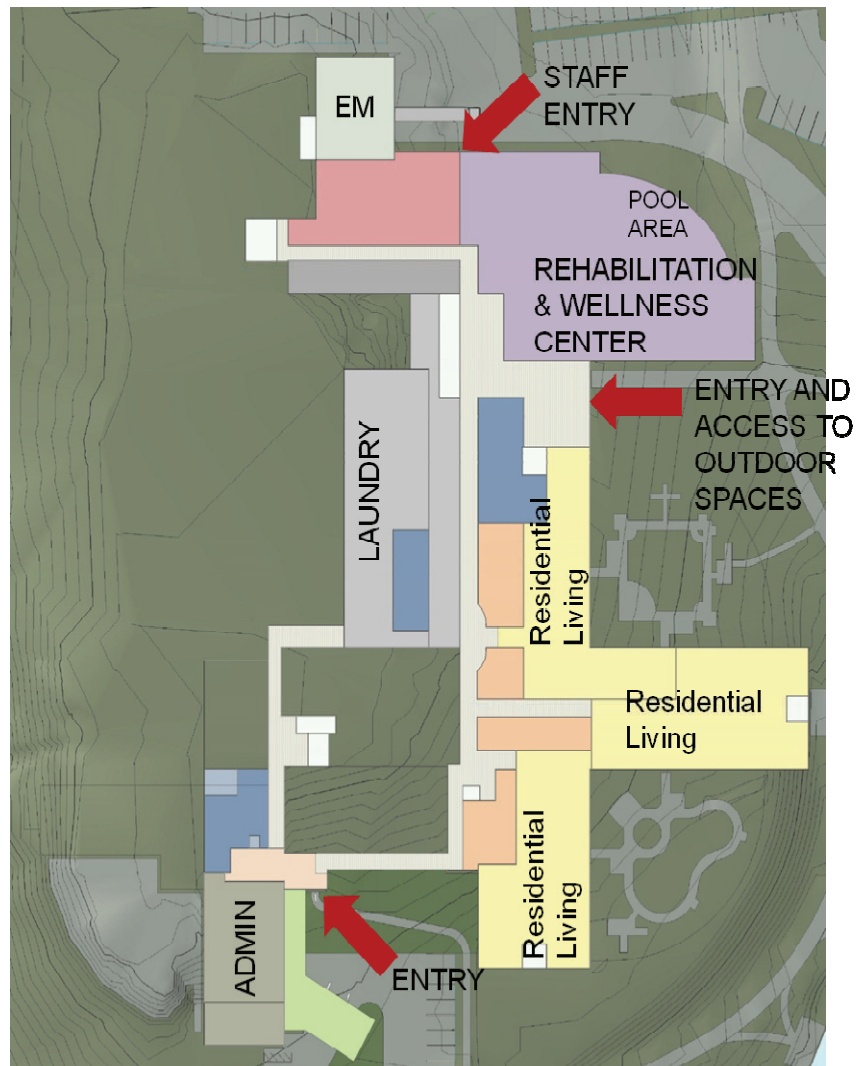 STAFF
ENTRY
EM
POOL
AREA
REHABILITATION
& WELLNESS
CENTER
ENTRY AND
ACCESS TO
OUTDOOR
SPACES
LAUNDRY
Residential
Living
Residential
Living
Residential
Living
ADMIN
ENTRY